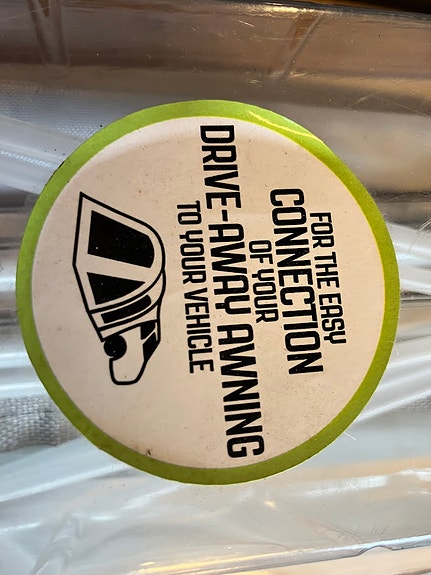 FOR THE EASY
CONNECTION
OF YOUR
DRIVE-AWAY AWNING
TO YOUR VEHICLE